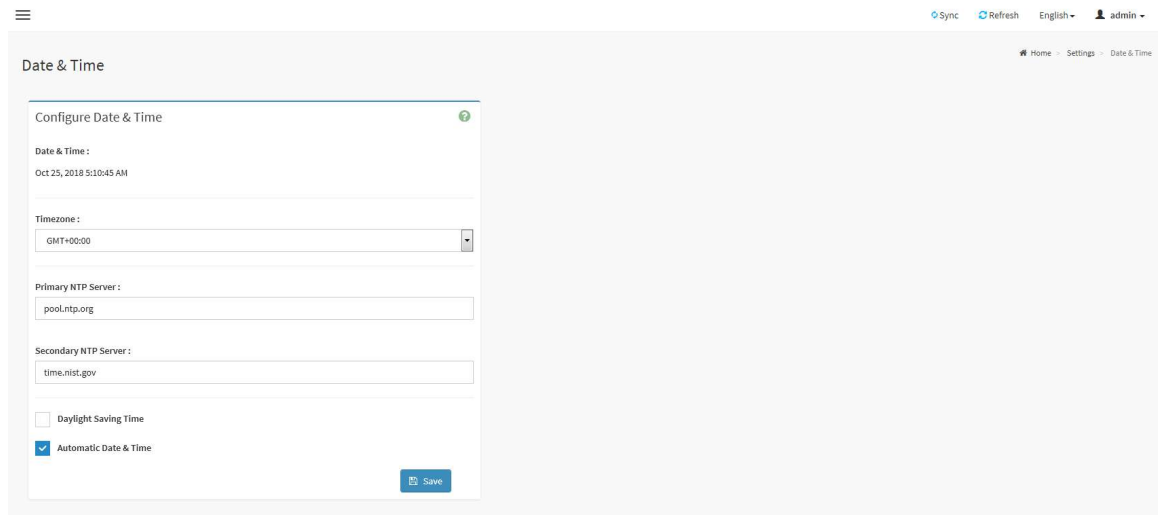 Sync Refresh English admin
Home > Settings > Date & Time
Date & Time
Configure Date & Time
?
Date & Time :
Oct 25, 2018 5:10:45 AM
Timezone :
GMT+00:00
Primary NTP Server :
pool.ntp.org
Secondary NTP Server :
time.nist.gov
Daylight Saving Time
Automatic Date & Time
Save